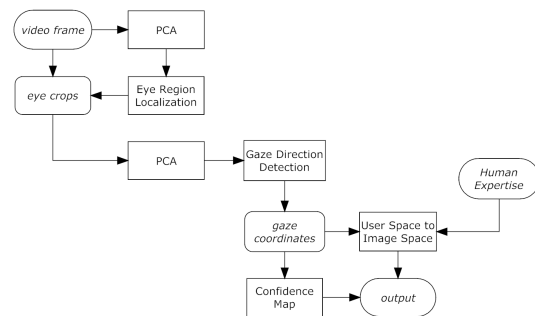 video frame
PCA
eye crops
Eye Region
Localization
PCA
Gaze Direction
Detection
Human
Expertise
gaze
coordinates
User Space to
Image Space
Confidence
Map
output